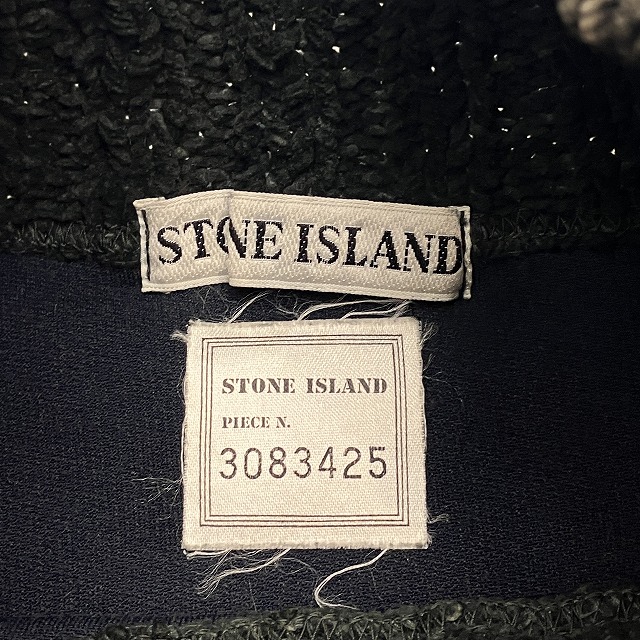 STONE ISLAND
STONE ISLAND
PIECE N.
3083425